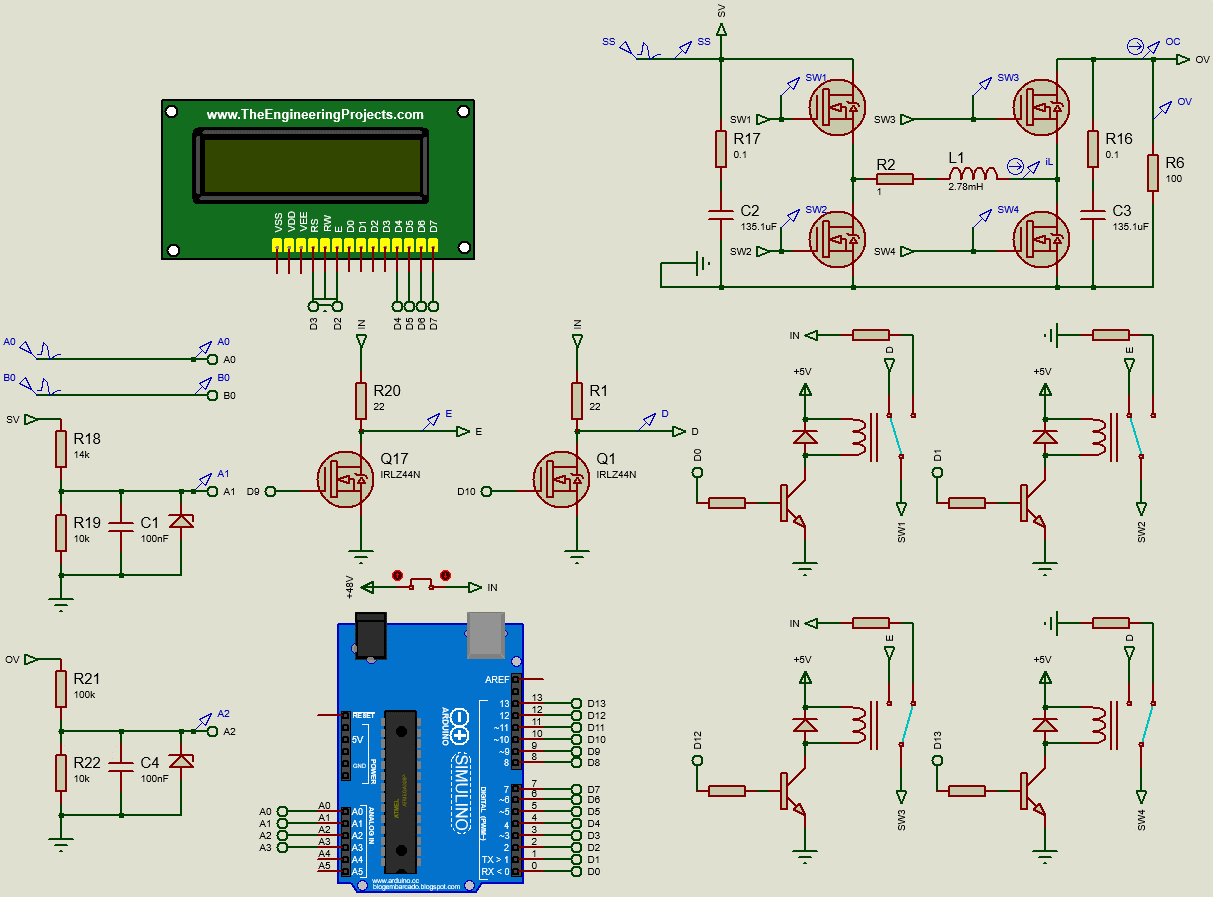 www.TheEngineeringProjects.com
VSS VDD VEE RS RW E D0 D1 D2 D3 D4 D5 D6 D7
D3 D2 D4 D5 D6 D7
SV
SS
SS
OC
OV
SW1
SW3
SW1
SW3
R17
0.1
R16
0.1
OV
R6
100
R2
1
L1
2.78mH
iL
C2
135.1uF
SW2
SW4
C3
135.1uF
SW2
SW4
A0
A0
A0
B0
B0
B0
SV
R18
14k
A1
A1
R19
10k
C1
100nF
IN
R20
22
E
E
Q17
IRLZ44N
D9
IN
R1
22
D
D
Q1
IRLZ44N
D10
IN
D
+5V
D0
SW1
E
+5V
D1
SW2
+48V
IN
OV
R21
100k
A2
A2
R22
10k
C4
100nF
IN
E
+5V
D12
SW3
D
+5V
D13
SW4
AREF
RESET
5V
GND
POWER
ARDUINO
SIMULINO
ATMEL
ATMEGA328P
13 13 D13
12 12 D12
~11 11 D11
~10 10 D10
~9 9 D9
8 8 D8
DIGITAL (PWM~)
7 7 D7
~6 6 D6
~5 5 D5
4 4 D4
~3 3 D3
2 2 D2
TX > 1 1 D1
RX < 0 0 D0
ANALOG IN
A0 A0 A0
A1 A1 A1
A2 A2 A2
A3 A3 A3
A4 A4
A5 A5
www.arduino.cc
blogembarcado.blogspot.com